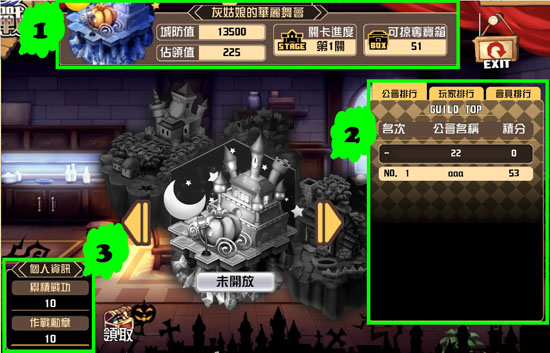 1
灰姑娘的華麗舞會
城防值 13500
佔領值 225
STAGE
關卡進度
第1關
BOX
可掠奪寶箱
51
EXIT
2
公會排行 玩家排行 會員排行
GUILD TOP
名次 公會名稱 積分
- 22 0
NO. 1 aaa 53
未開放
3
個人資訊
累積戰功
10
作戰勳章
10
領取